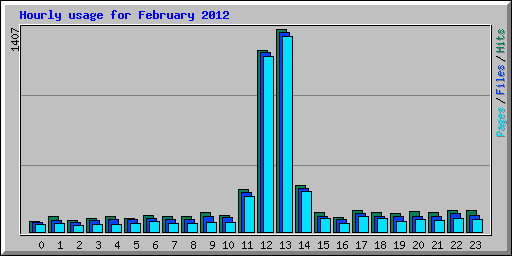 Hourly usage for February 2012
1407
Pages/Files/Hits
0 1 2 3 4 5 6 7 8 9 10 11 12 13 14 15 16 17 18 19 20 21 22 23